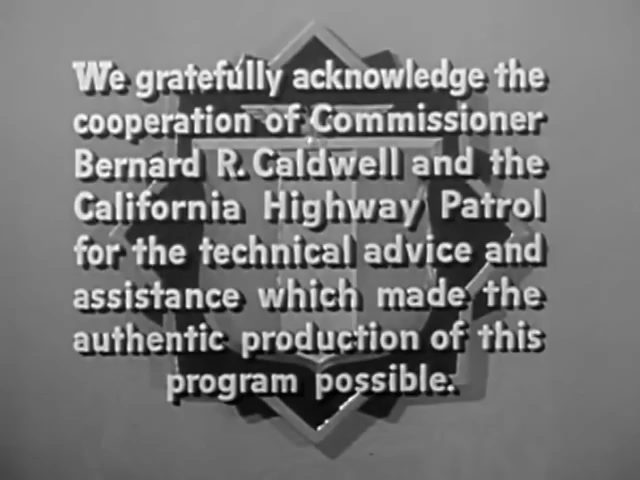 We gratefully acknowledge the
cooperation of Commissioner
Bernard R. Caldwell and the
California Highway Patrol
for the technical advice and
assistance which made the
authentic production of this
program possible.